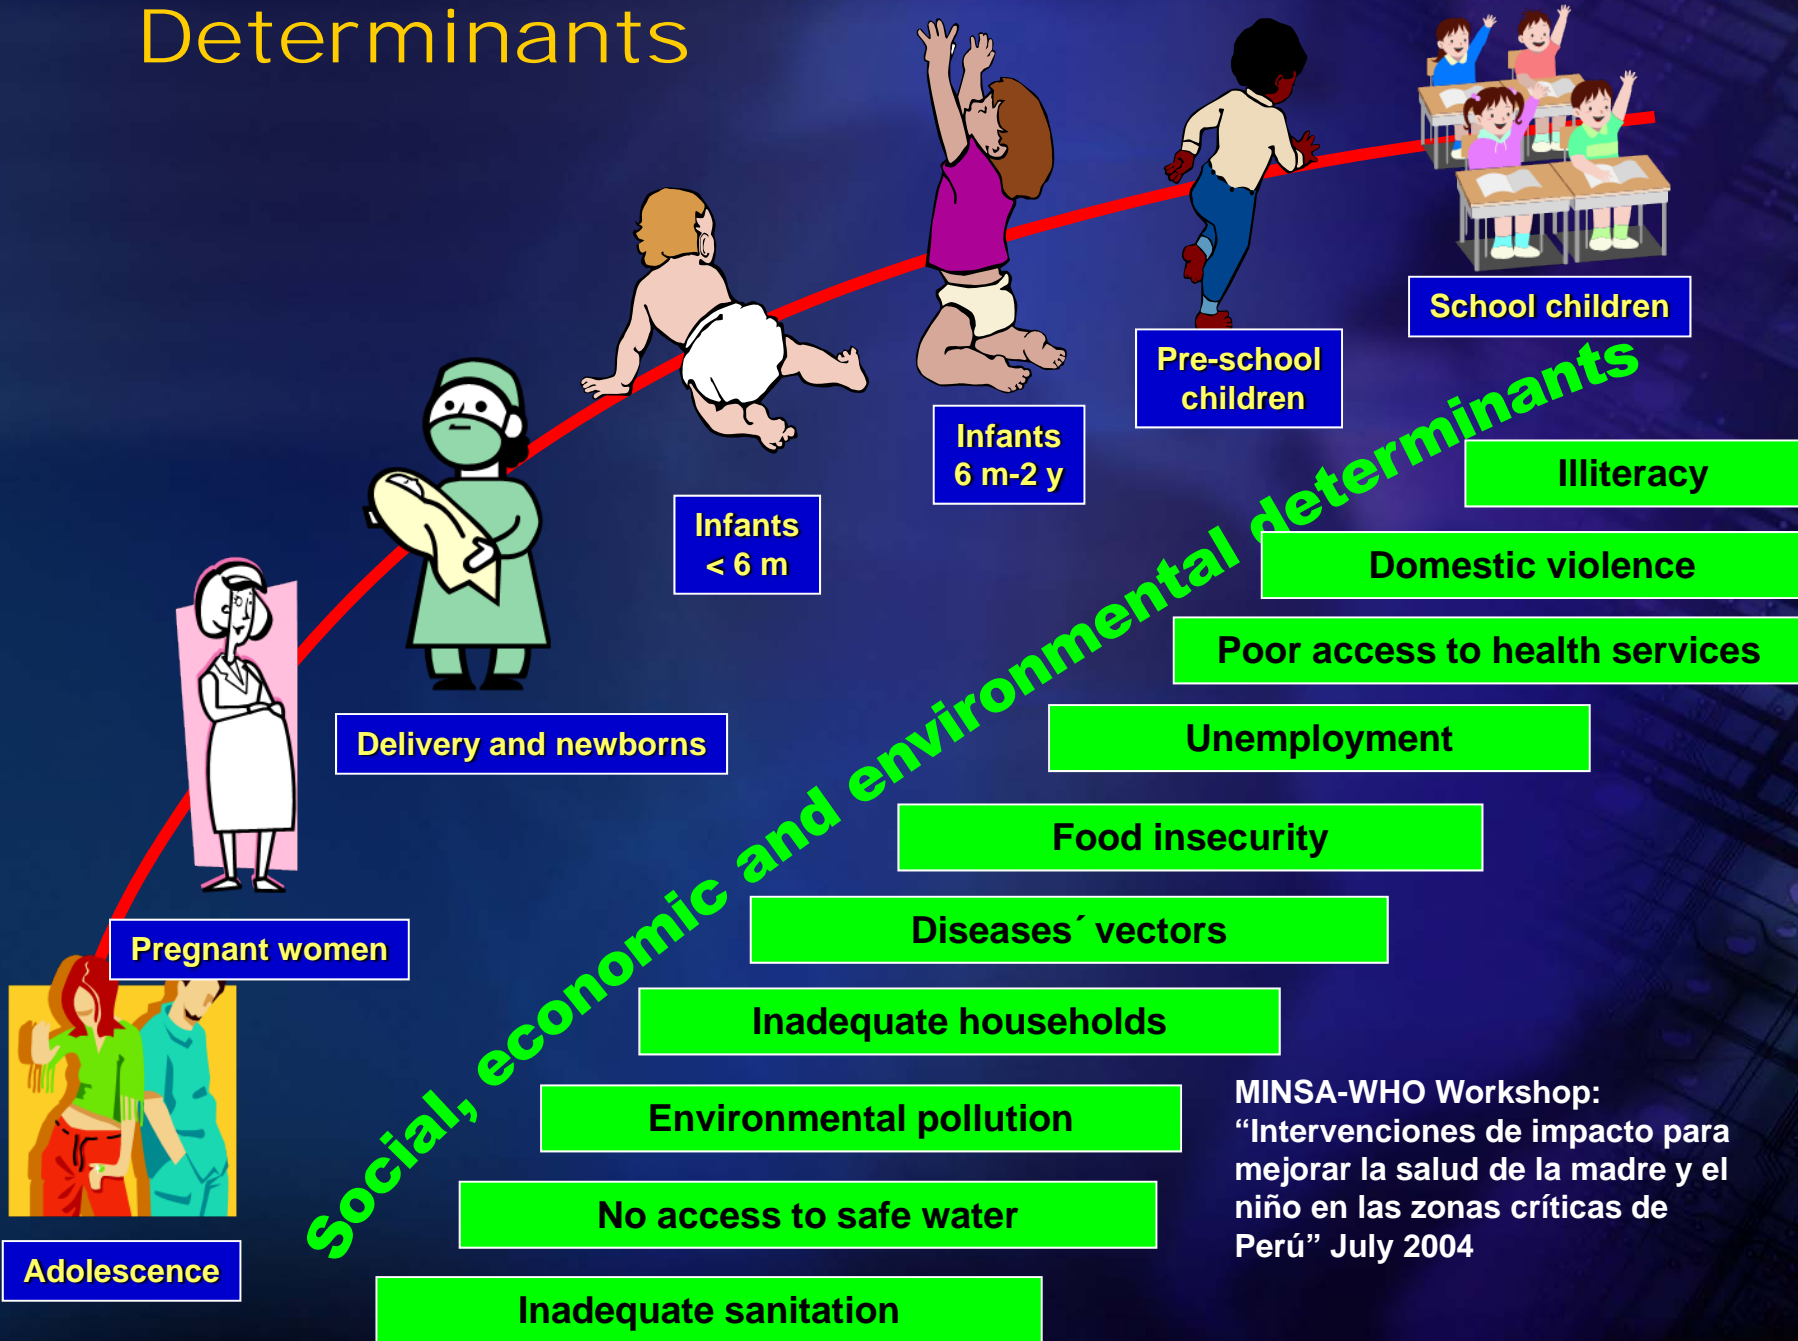 Determinants
School children
Pre-school
children
Infants
6 m-2 y
Infants
< 6 m
Delivery and newborns
Pregnant women
Adolescence
Social, economic and environmental determinants
Illiteracy
Domestic violence
Poor access to health services
Unemployment
Food insecurity
Diseases´ vectors
Inadequate households
Environmental pollution
No access to safe water
Inadequate sanitation
MINSA-WHO Workshop:
“Intervenciones de impacto para
mejorar la salud de la madre y el
niño en las zonas críticas de
Perú” July 2004